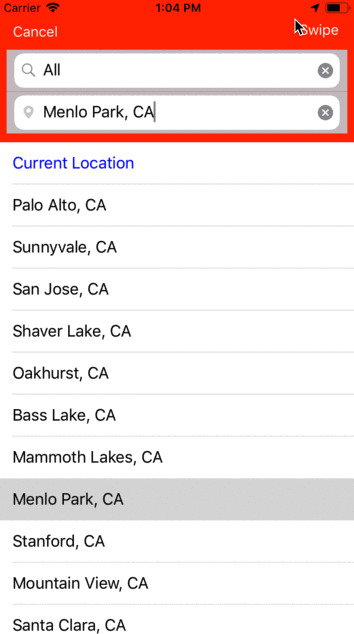 Carrier 1:04 PM
Cancel Swipe
All
Menlo Park, CA
Current Location
Palo Alto, CA
Sunnyvale, CA
San Jose, CA
Shaver Lake, CA
Oakhurst, CA
Bass Lake, CA
Mammoth Lakes, CA
Menlo Park, CA
Stanford, CA
Mountain View, CA
Santa Clara, CA